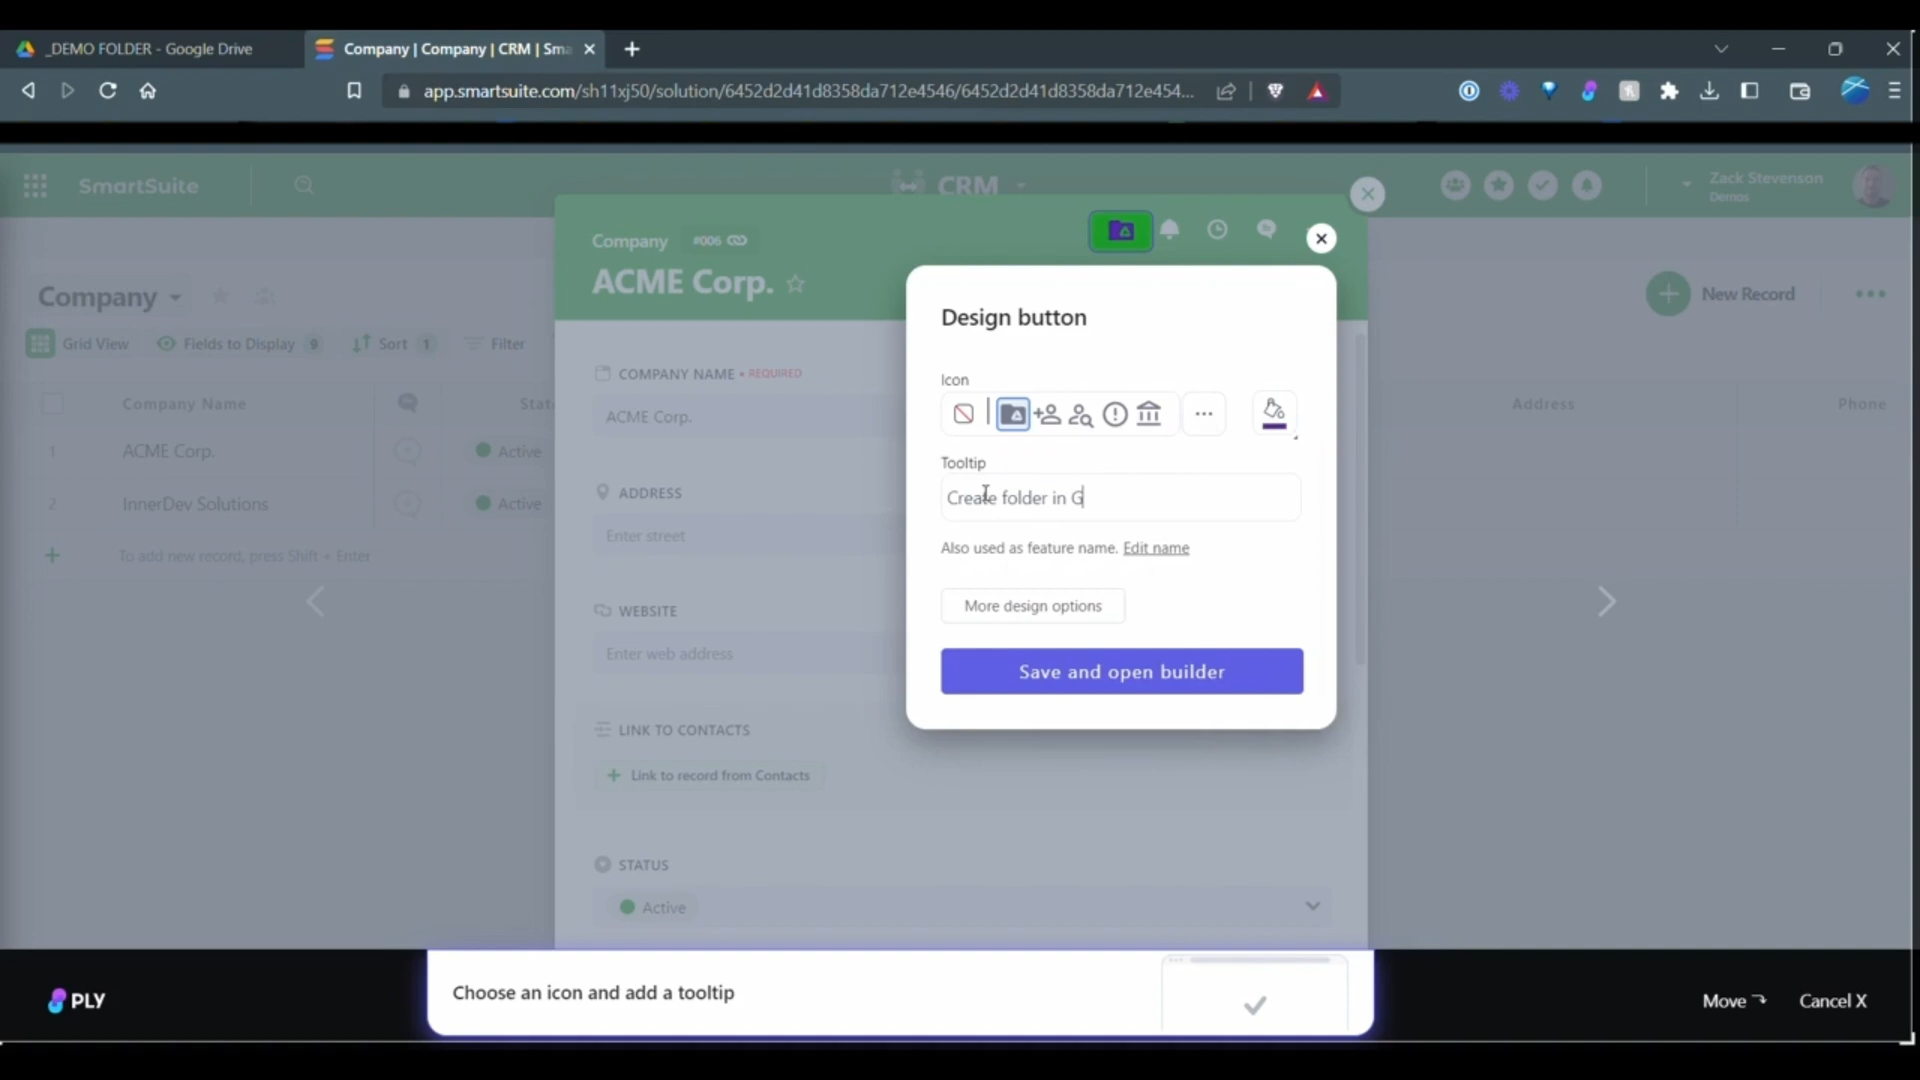 _DEMO FOLDER - Google Drive
Company | Company | CRM | Sma
app.smartsuite.com/sh11xj50/solution/6452d2d41d8358da712e4546/6452d2d41d8358da712e454...
SmartSuite
CRM
Zack Stevenson
Demos
Company
#006
ACME Corp.
Company
New Record
Grid View
Fields to Display 9
Sort 1
Filter
Company Name
Stat
Address
Phone
1
ACME Corp.
Active
2
InnerDev Solutions
Active
To add new record, press Shift + Enter
COMPANY NAME • REQUIRED
ACME Corp.
ADDRESS
Enter street
WEBSITE
Enter web address
LINK TO CONTACTS
Link to record from Contacts
STATUS
Active
Design button
Icon
Tooltip
Create folder in G
Also used as feature name. Edit name
More design options
Save and open builder
PLY
Choose an icon and add a tooltip
Move
Cancel X